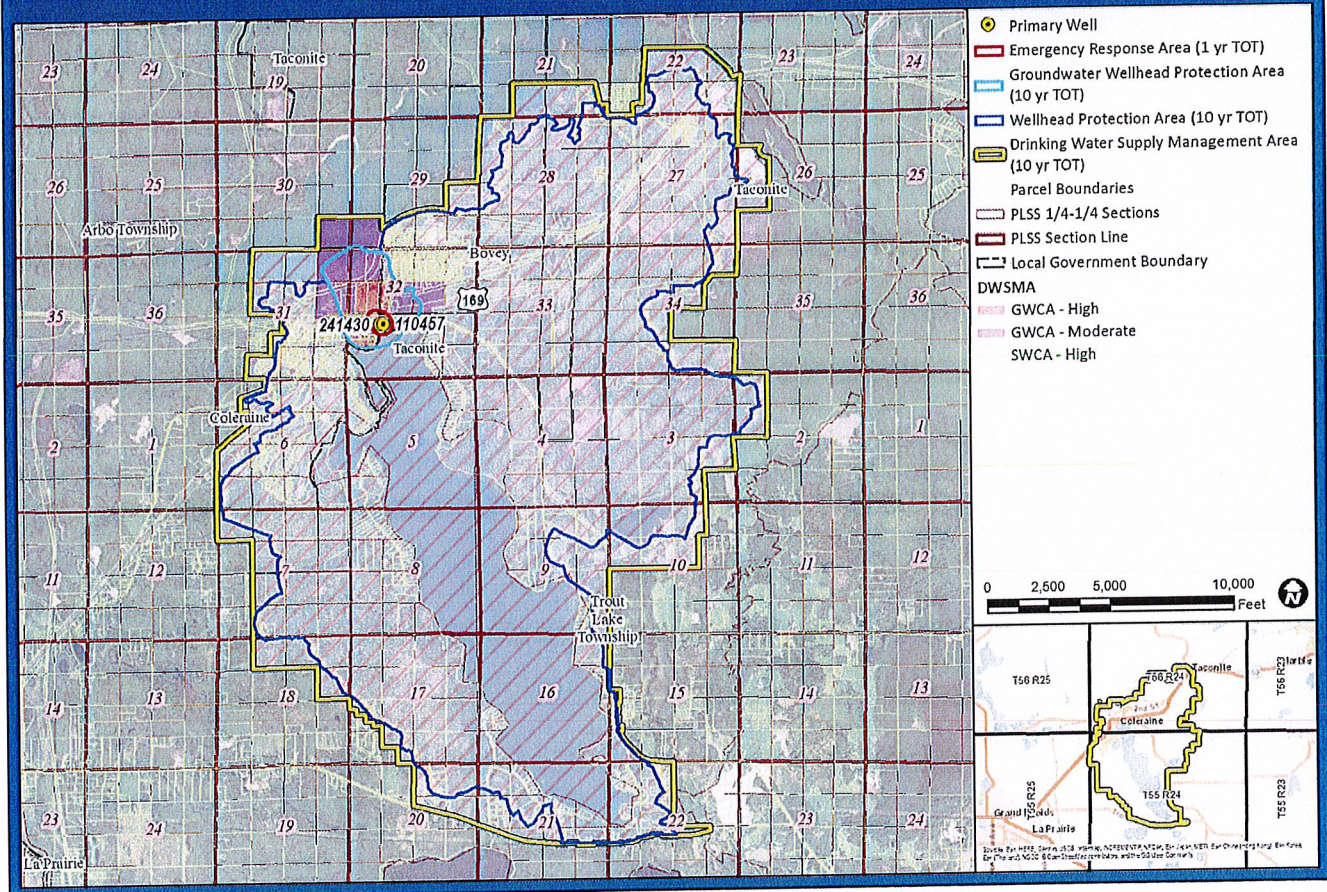 23
24
Taconite
19
20
21
22
23
24
26
25
30
29
28
27
Taconite
26
25
Arbo Township
Bovey
35
31
32
169
33
34
35
36
241430
110457
Taconite
Coleraine
2
1
6
5
4
3
2
1
11
12
7
8
9
10
11
12
Trout
Lake
Township
14
13
18
17
16
15
14
13
23
24
19
20
21
22
23
24
La Prairie
Primary Well
Emergency Response Area (1 yr TOT)
Groundwater Wellhead Protection Area
(10 yr TOT)
Wellhead Protection Area (10 yr TOT)
Drinking Water Supply Management Area
(10 yr TOT)
Parcel Boundaries
PLSS 1/4-1/4 Sections
PLSS Section Line
Local Government Boundary
DWSMA
GWCA - High
GWCA - Moderate
SWCA - High
0 2,500 5,000 10,000
Feet
N
T56 R25
T56 R24
Taconite
T56 R23
2nd St
Coleraine
T55 R25
T55 R24
T55 R23
Grand
La Prairie